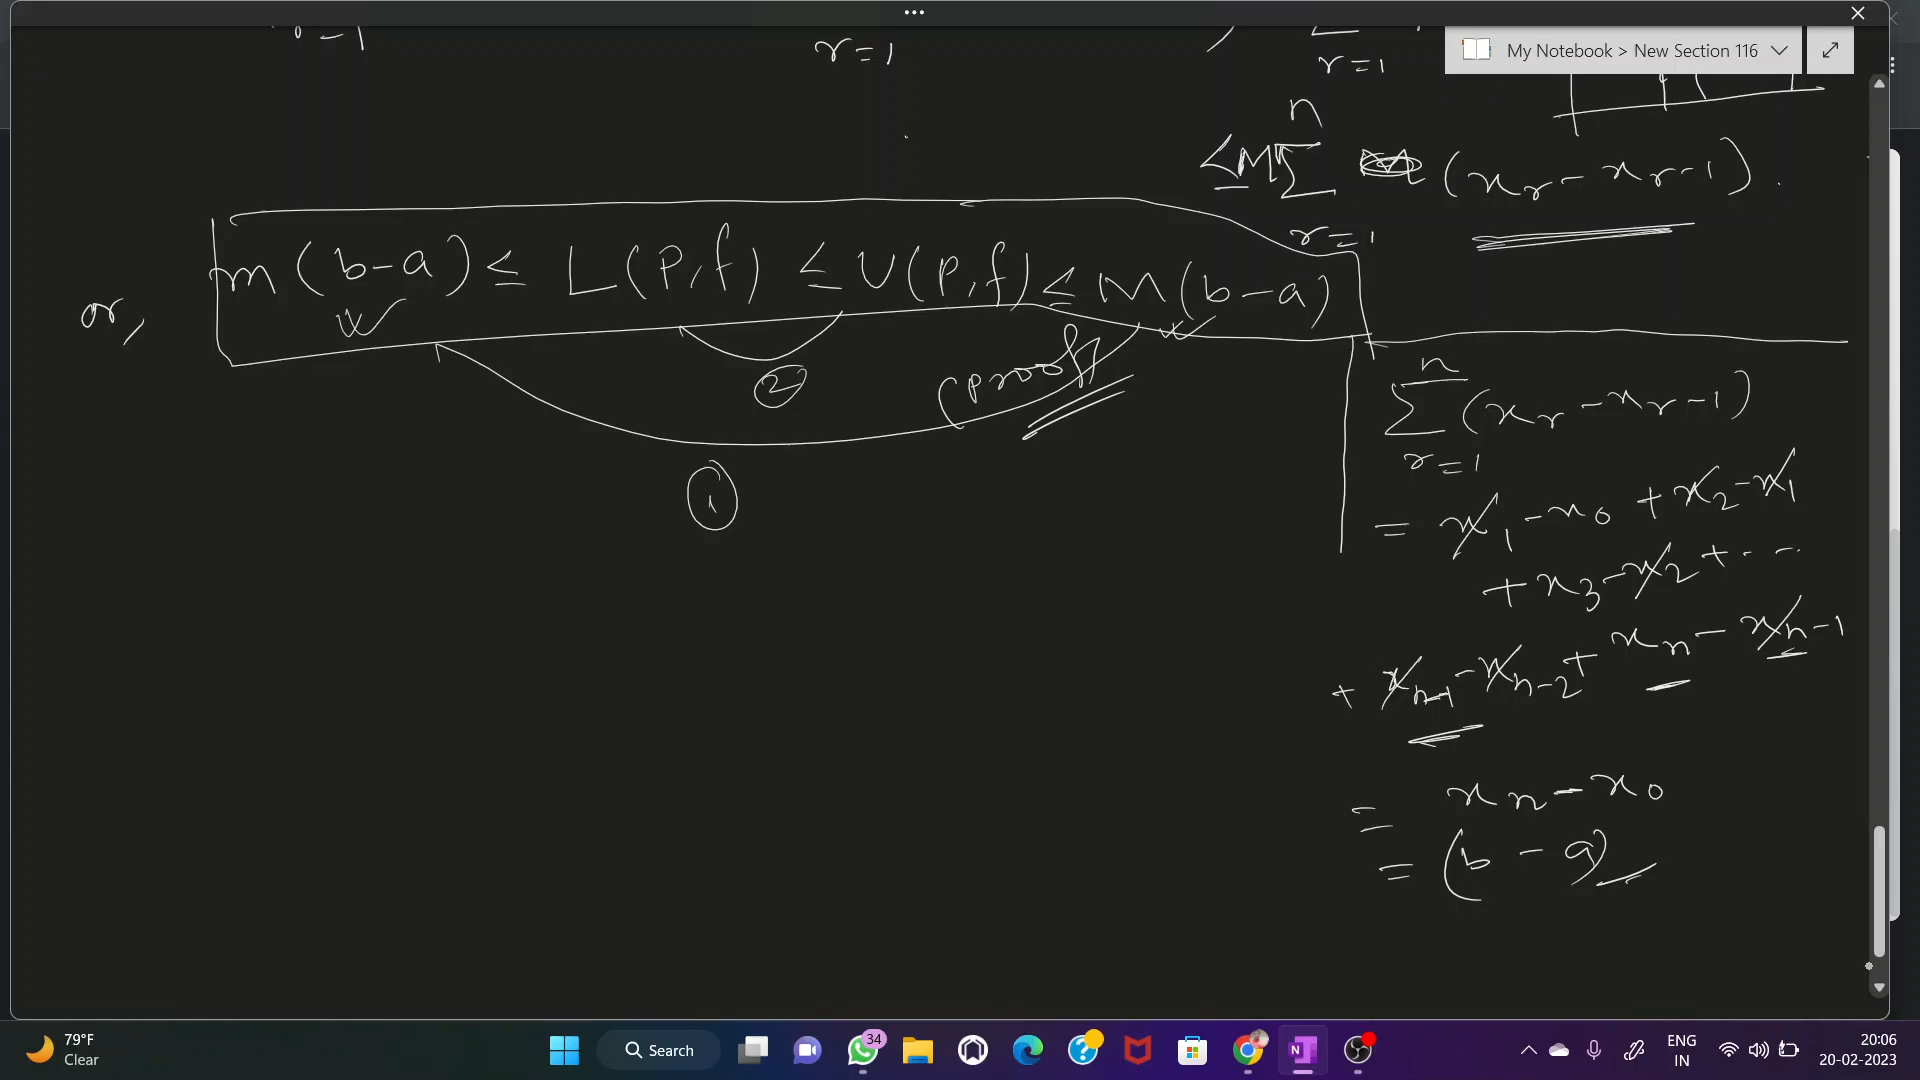 My Notebook > New Section 116
r=1
r=1
n
≤MΣ (x_r - x_{r-1}).
r=1
or, m(b-a) ≤ L(P,f) ≤ U(P,f) ≤ M(b-a)
② (proof)
①
n
Σ (x_r - x_{r-1})
r=1
= x_1 - x_0 + x_2 - x_1
+ x_3 - x_2 + ...
+ x_{n-1} - x_{n-2} + x_n - x_{n-1}
= x_n - x_0
= (b - a)
79°F
Clear
Search
34
ENG
IN
20:06
20-02-2023